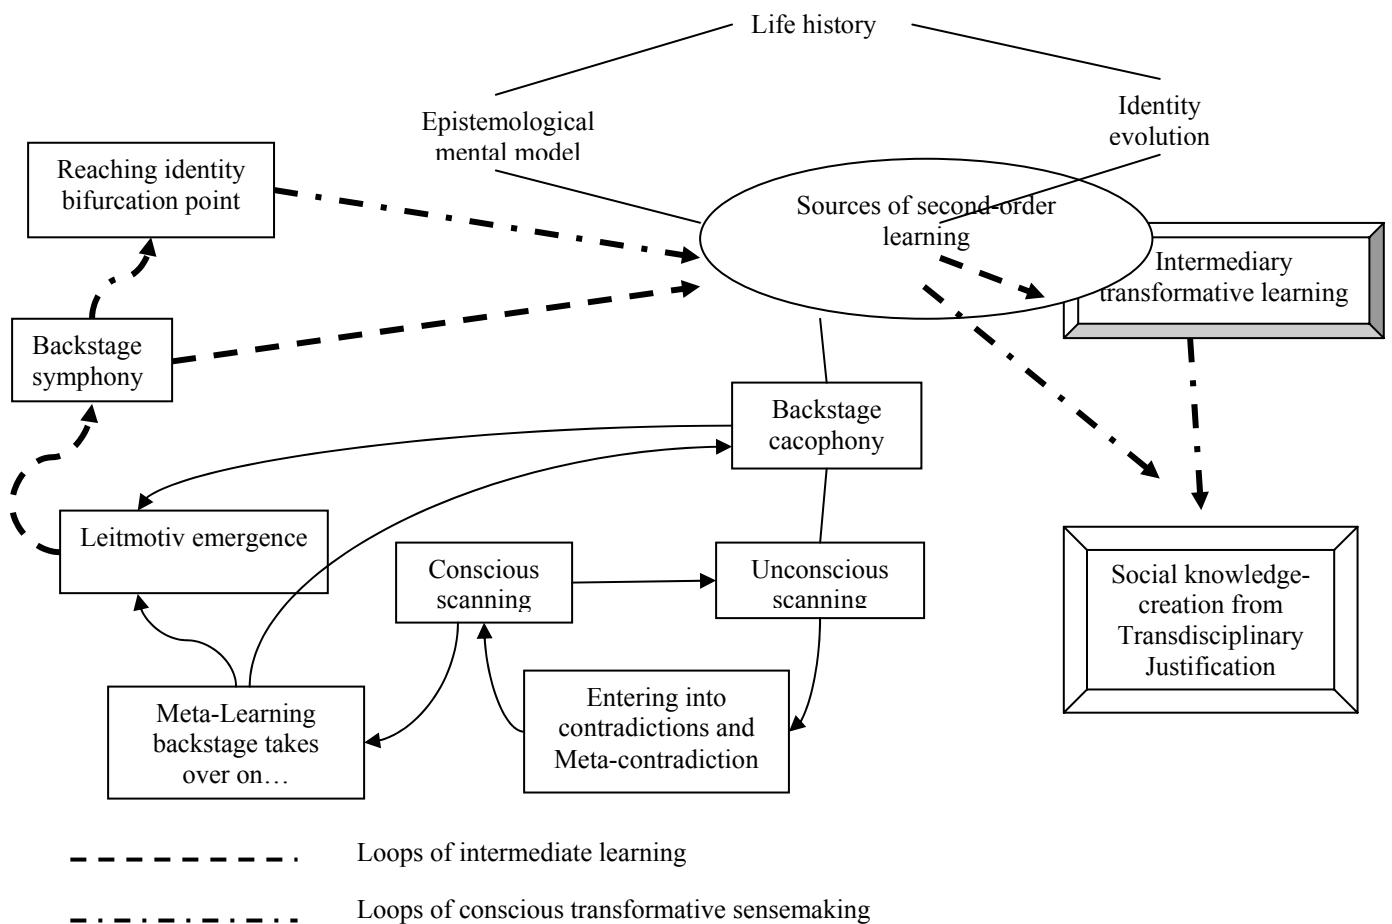 Life history
Epistemological
mental model
Identity
evolution
Reaching identity
bifurcation point
Sources of second-order
learning
Intermediary
transformative learning
Backstage
symphony
Backstage
cacophony
Leitmotiv emergence
Conscious
scanning
Unconscious
scanning
Social knowledge-
creation from
Transdisciplinary
Justification
Meta-Learning
backstage takes
over on…
Entering into
contradictions and
Meta-contradiction
Loops of intermediate learning
Loops of conscious transformative sensemaking